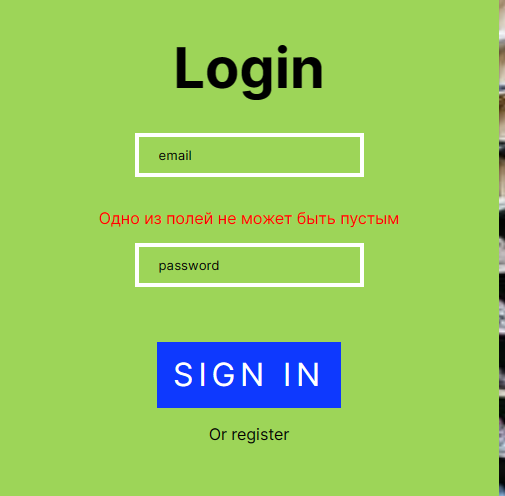 Login
email
Одно из полей не может быть пустым
password
SIGN IN
Or register